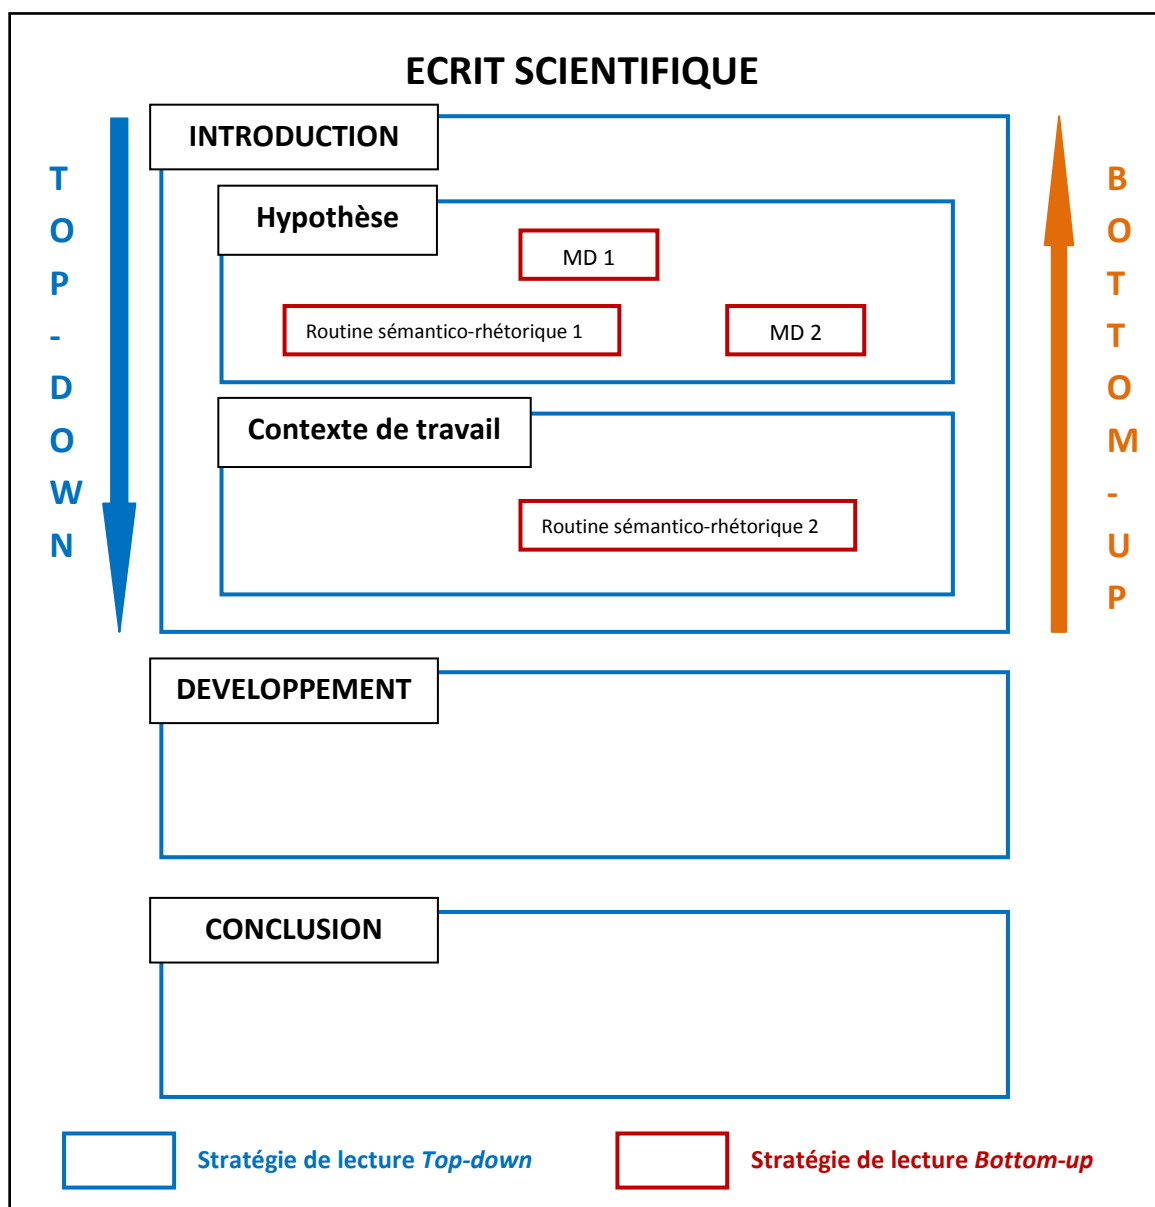 ECRIT SCIENTIFIQUE
INTRODUCTION
TOP-DOWN
BOTTOM-UP
Hypothèse
MD 1
Routine sémantico-rhétorique 1
MD 2
Contexte de travail
Routine sémantico-rhétorique 2
DEVELOPPEMENT
CONCLUSION
Stratégie de lecture Top-down
Stratégie de lecture Bottom-up